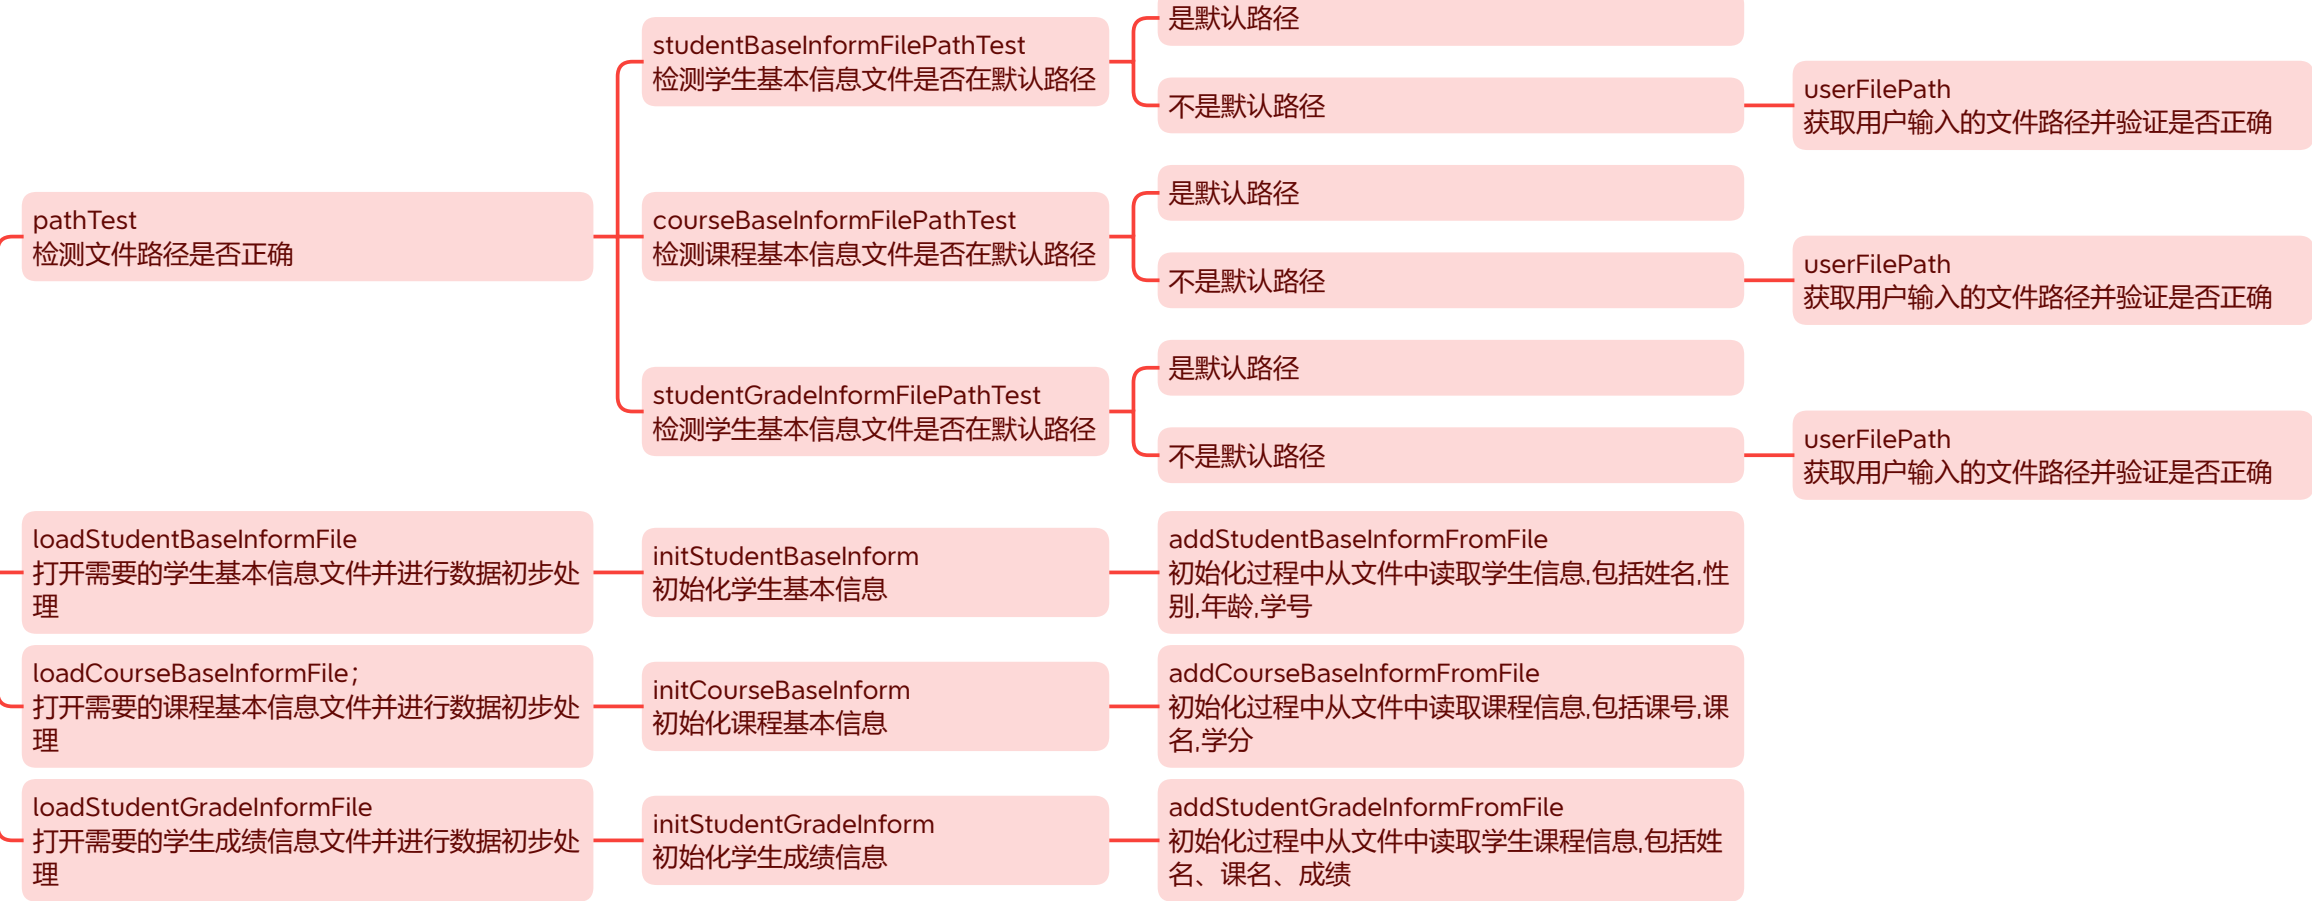 studentBaseInformFilePathTest
检测学生基本信息文件是否在默认路径
是默认路径
不是默认路径
userFilePath
获取用户输入的文件路径并验证是否正确
pathTest
检测文件路径是否正确
courseBaseInformFilePathTest
检测课程基本信息文件是否在默认路径
是默认路径
不是默认路径
userFilePath
获取用户输入的文件路径并验证是否正确
studentGradeInformFilePathTest
检测学生基本信息文件是否在默认路径
是默认路径
不是默认路径
userFilePath
获取用户输入的文件路径并验证是否正确
loadStudentBaseInformFile
打开需要的学生基本信息文件并进行数据初步处
理
initStudentBaseInform
初始化学生基本信息
addStudentBaseInformFromFile
初始化过程中从文件中读取学生信息,包括姓名,性
别,年龄,学号
loadCourseBaseInformFile；
打开需要的课程基本信息文件并进行数据初步处
理
initCourseBaseInform
初始化课程基本信息
addCourseBaseInformFromFile
初始化过程中从文件中读取课程信息,包括课号,课
名,学分
loadStudentGradeInformFile
打开需要的学生成绩信息文件并进行数据初步处
理
initStudentGradeInform
初始化学生成绩信息
addStudentGradeInformFromFile
初始化过程中从文件中读取学生课程信息,包括姓
名、课名、成绩